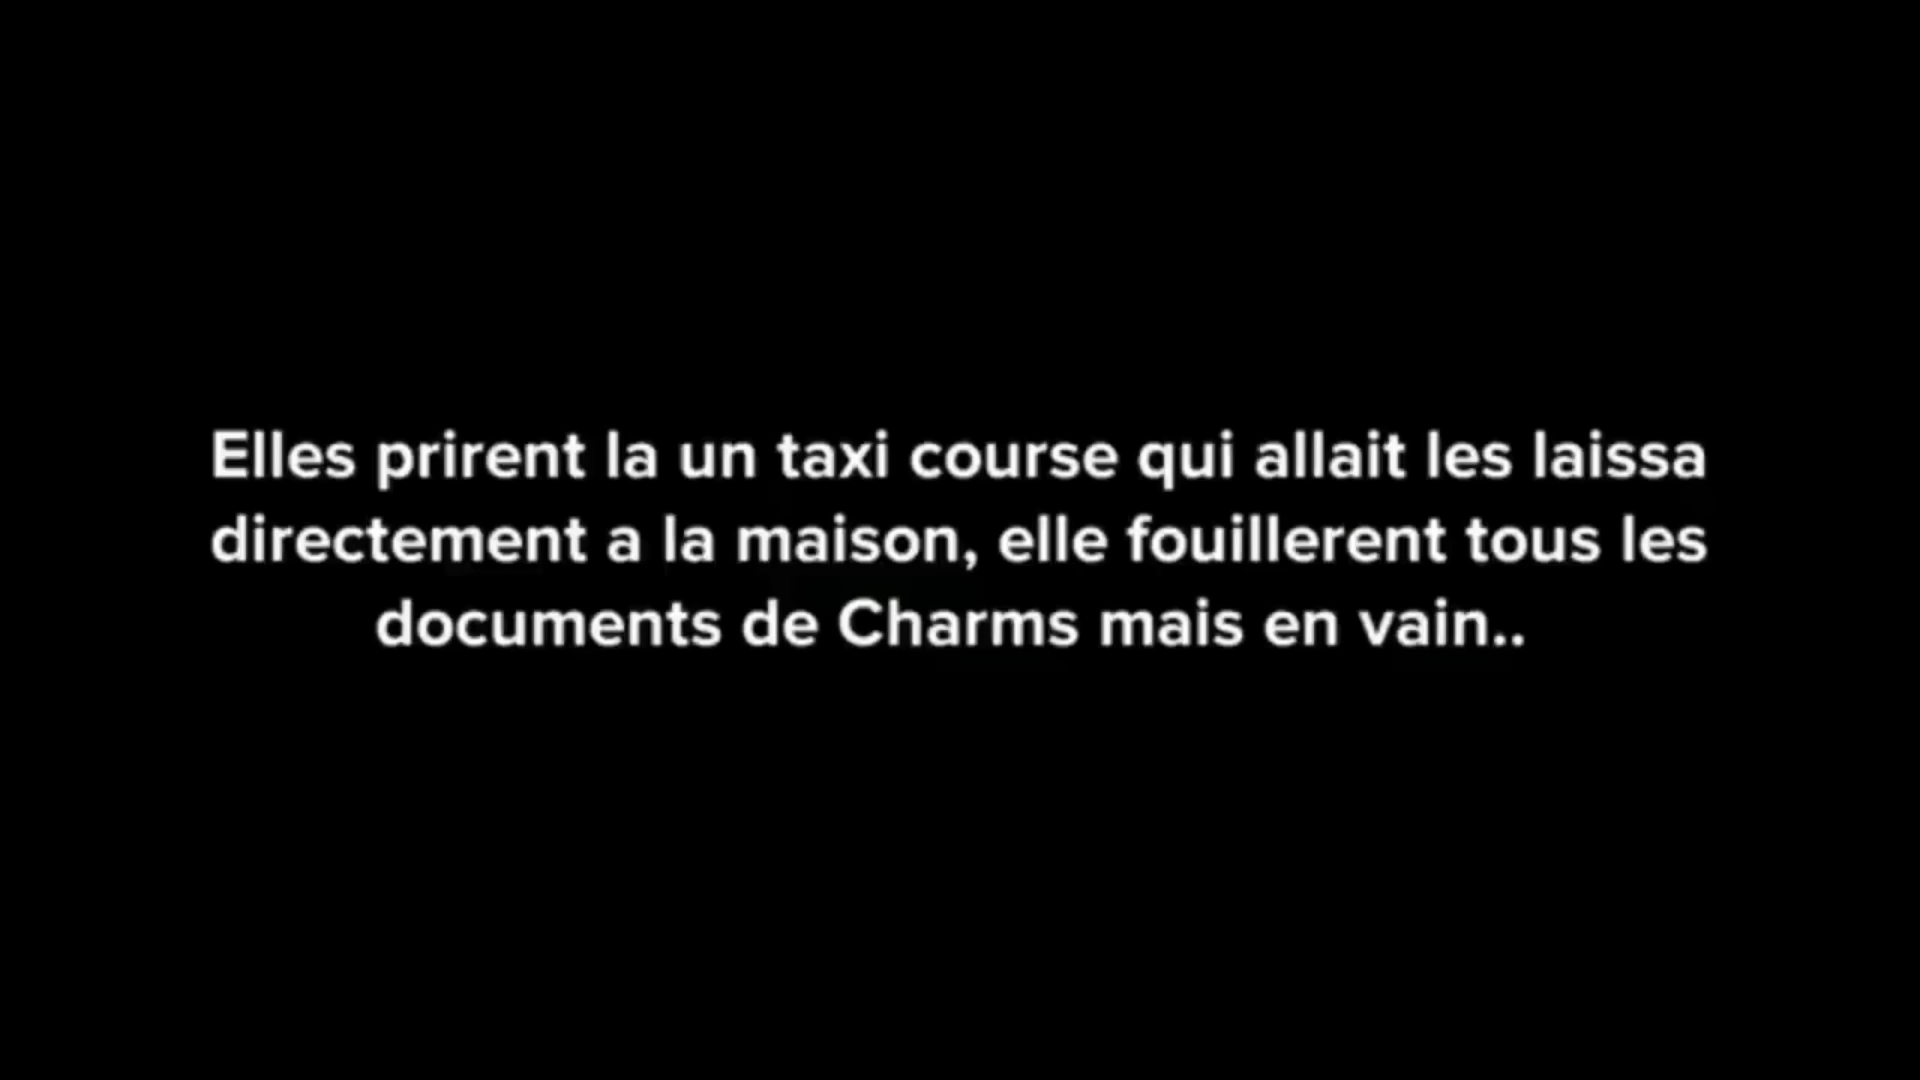 Elles prirent la un taxi course qui allait les laissa
directement a la maison, elle fouillerent tous les
documents de Charms mais en vain..